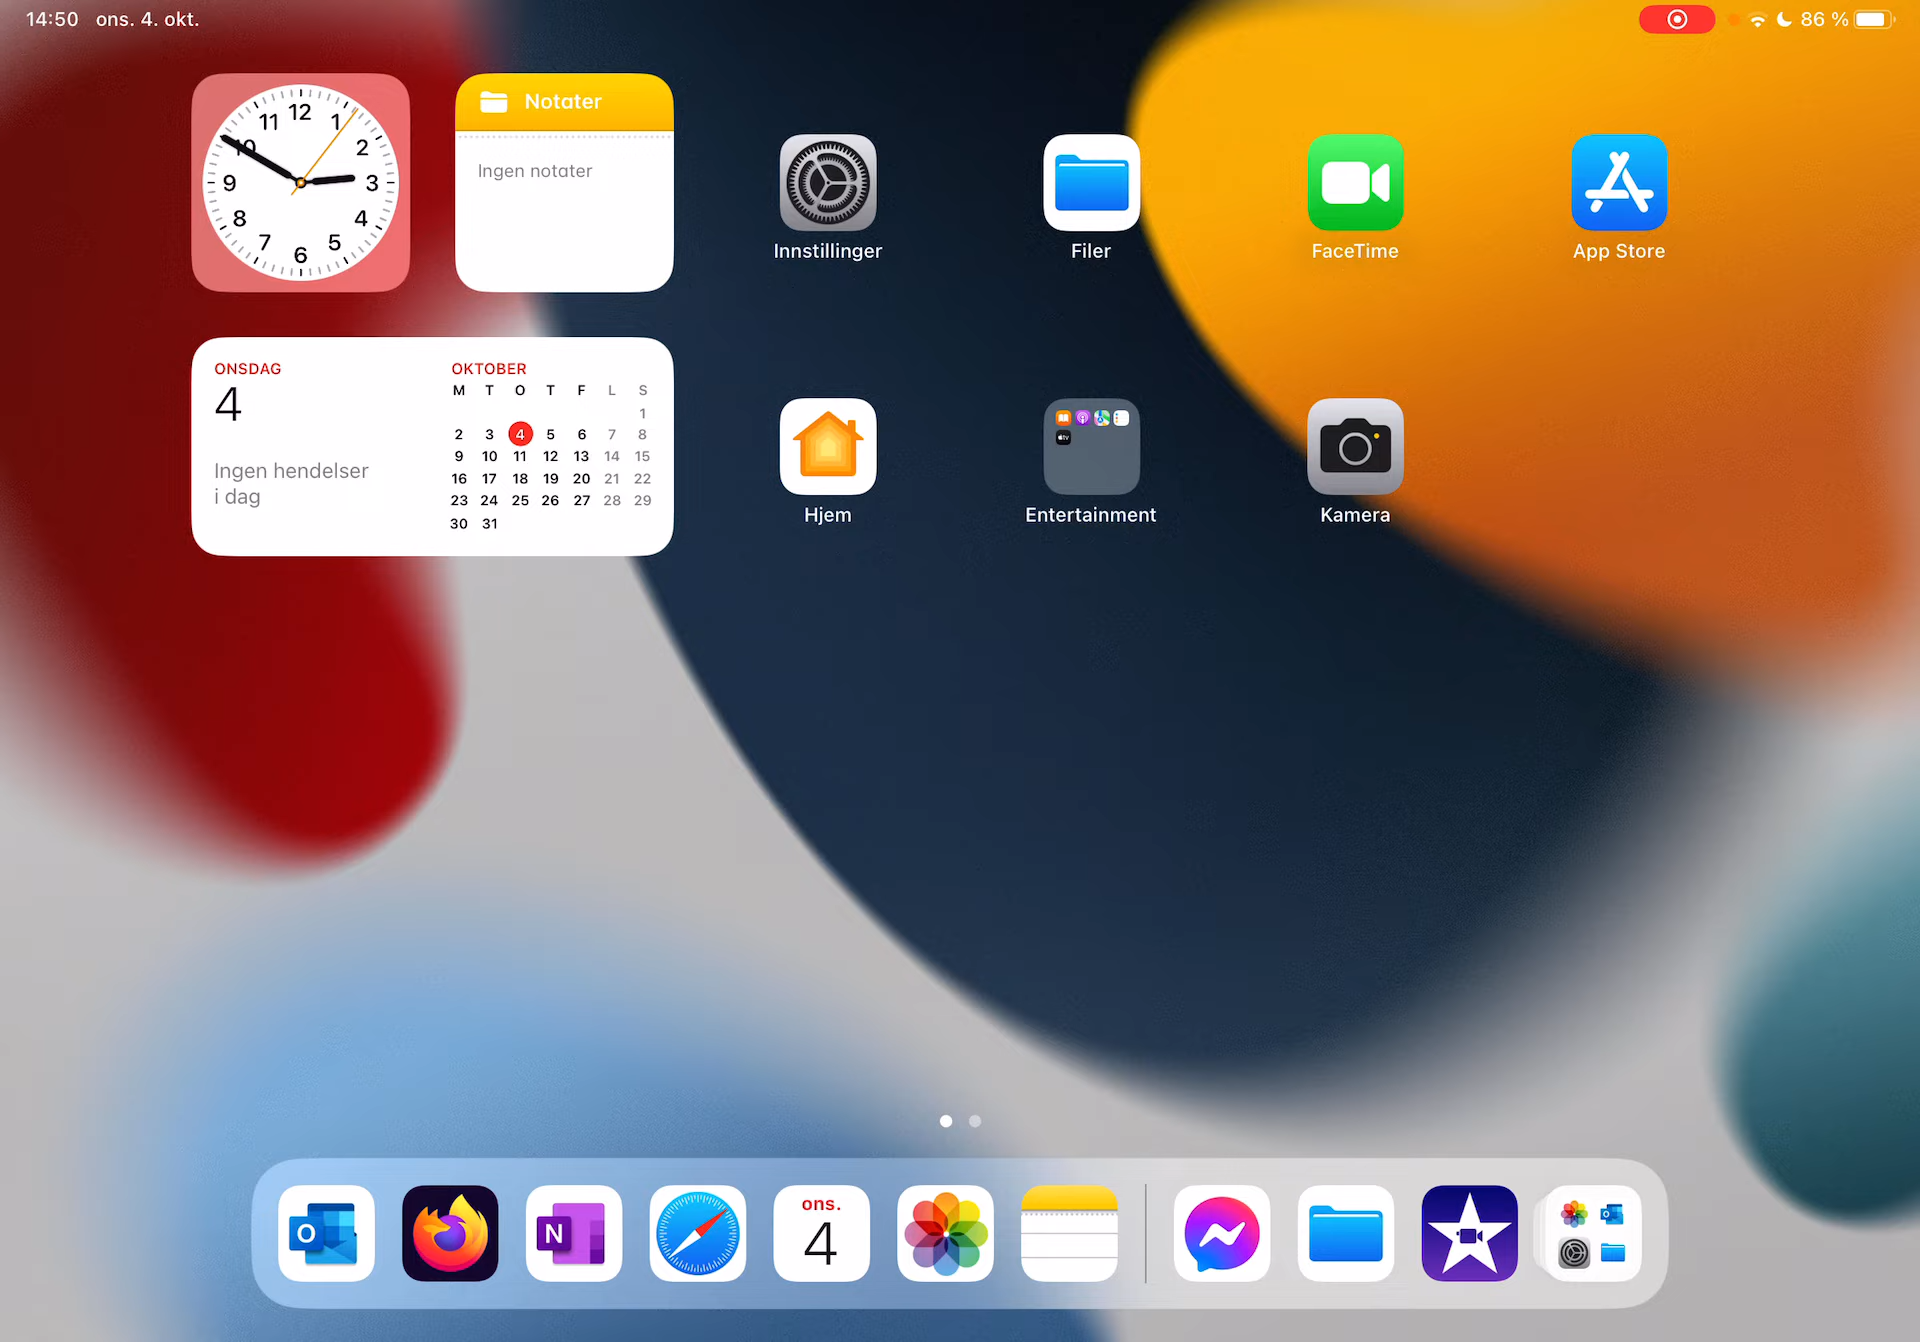 14:50 ons. 4. okt.
86 %
12
11 1
10 2
9 3
8 4
7 5
6
Notater
Ingen notater
Innstillinger
Filer
FaceTime
App Store
ONSDAG
4
Ingen hendelser
i dag
OKTOBER
M T O T F L S
1
2 3 4 5 6 7 8
9 10 11 12 13 14 15
16 17 18 19 20 21 22
23 24 25 26 27 28 29
30 31
Hjem
Entertainment
Kamera
O
N
ons.
4